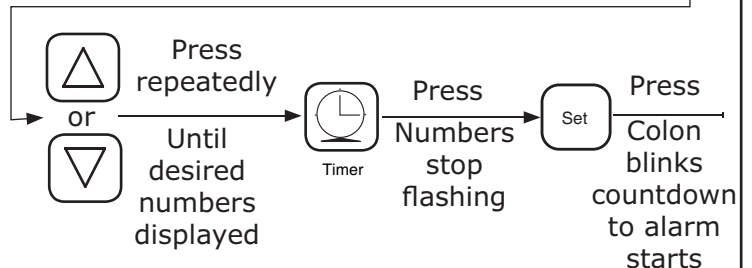 Press
repeatedly
or
Until
desired
numbers
displayed
Timer
Press
Numbers
stop
flashing
Set
Press
Colon
blinks
countdown
to alarm
starts